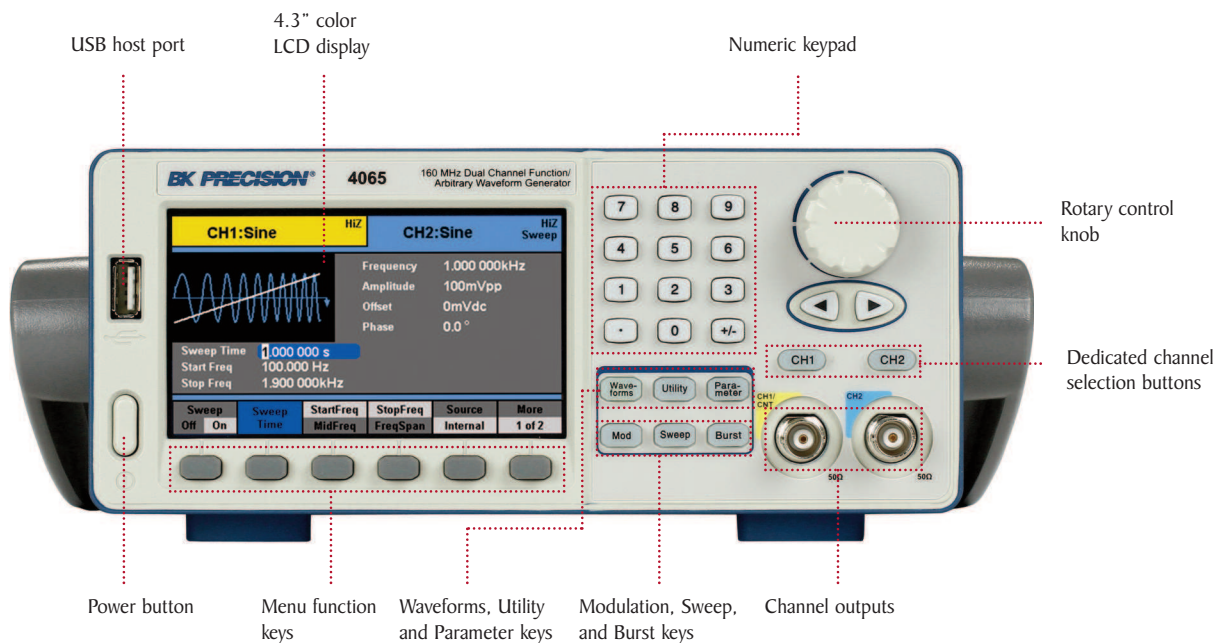 4.3” color
LCD display
USB host port
Numeric keypad
BK PRECISION®
4065
160 MHz Dual Channel Function/
Arbitrary Waveform Generator
CH1:Sine
HiZ
CH2:Sine
HiZ
Sweep
Frequency 1.000 000kHz
Amplitude 100mVpp
Offset 0mVdc
Phase 0.0 °
Sweep Time 1.000 000 s
Start Freq 100.000 Hz
Stop Freq 1.900 000kHz
Sweep
Off On
Sweep
Time
StartFreq
MidFreq
StopFreq
FreqSpan
Source
Internal
More
1 of 2
7 8 9
4 5 6
1 2 3
· 0 +/-
Rotary control
knob
CH1 CH2
Dedicated channel
selection buttons
Wave-
forms
Utility
Para-
meter
Mod Sweep Burst
CH1/
CNT
CH2
50Ω
50Ω
Power button
Menu function
keys
Waveforms, Utility
and Parameter keys
Modulation, Sweep,
and Burst keys
Channel outputs